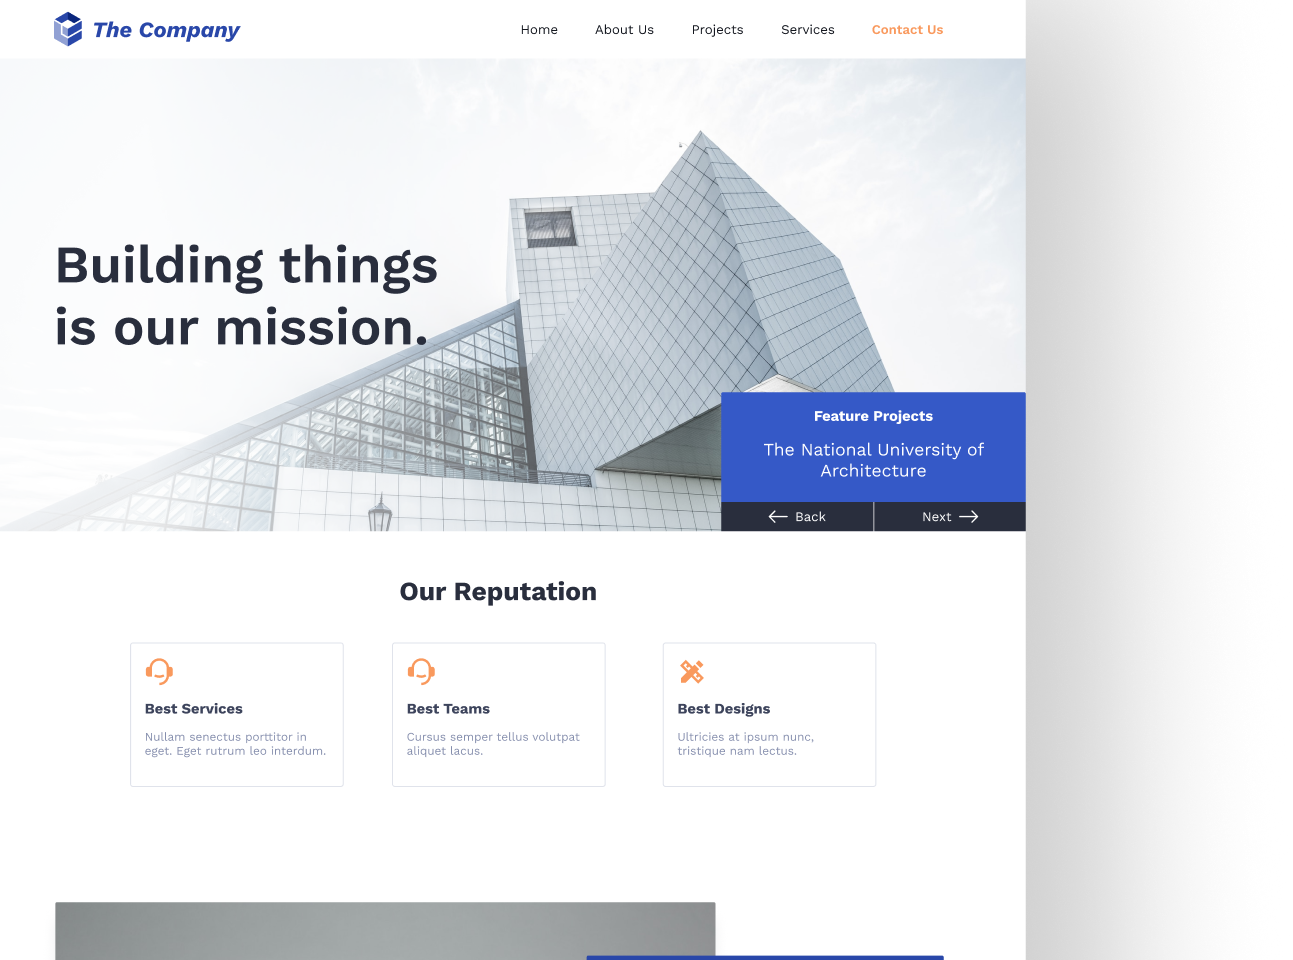 The Company
Home
About Us
Projects
Services
Contact Us
Building things
is our mission.
Feature Projects
The National University of
Architecture
Back
Next
Our Reputation
Best Services
Nullam senectus porttitor in
eget. Eget rutrum leo interdum.
Best Teams
Cursus semper tellus volutpat
aliquet lacus.
Best Designs
Ultricies at ipsum nunc,
tristique nam lectus.